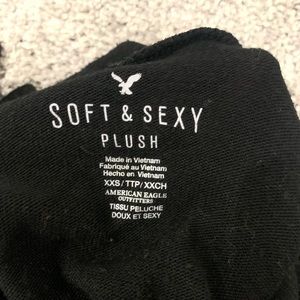 SOFT & SEXY
PLUSH
Made in Vietnam
Fabriqué au Vietnam
Hecho en Vietnam
XXS/TTP/XXCH
AMERICAN EAGLE
OUTFITTERS
TISSU PELUCHE
DOUX ET SEXY